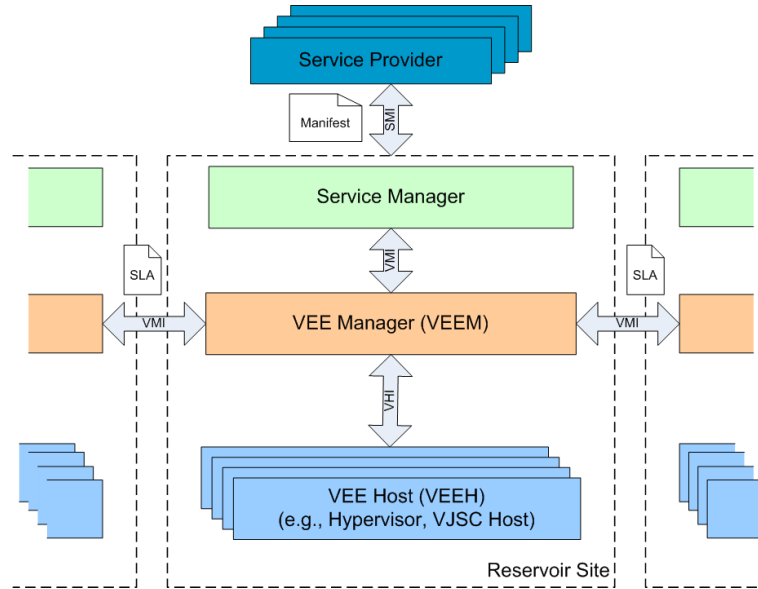 Service Provider
Manifest
SMI
Service Manager
VMI
SLA
SLA
VEE Manager (VEEM)
VMI
VMI
VHI
VEE Host (VEEH)
(e.g., Hypervisor, VJSC Host)
Reservoir Site